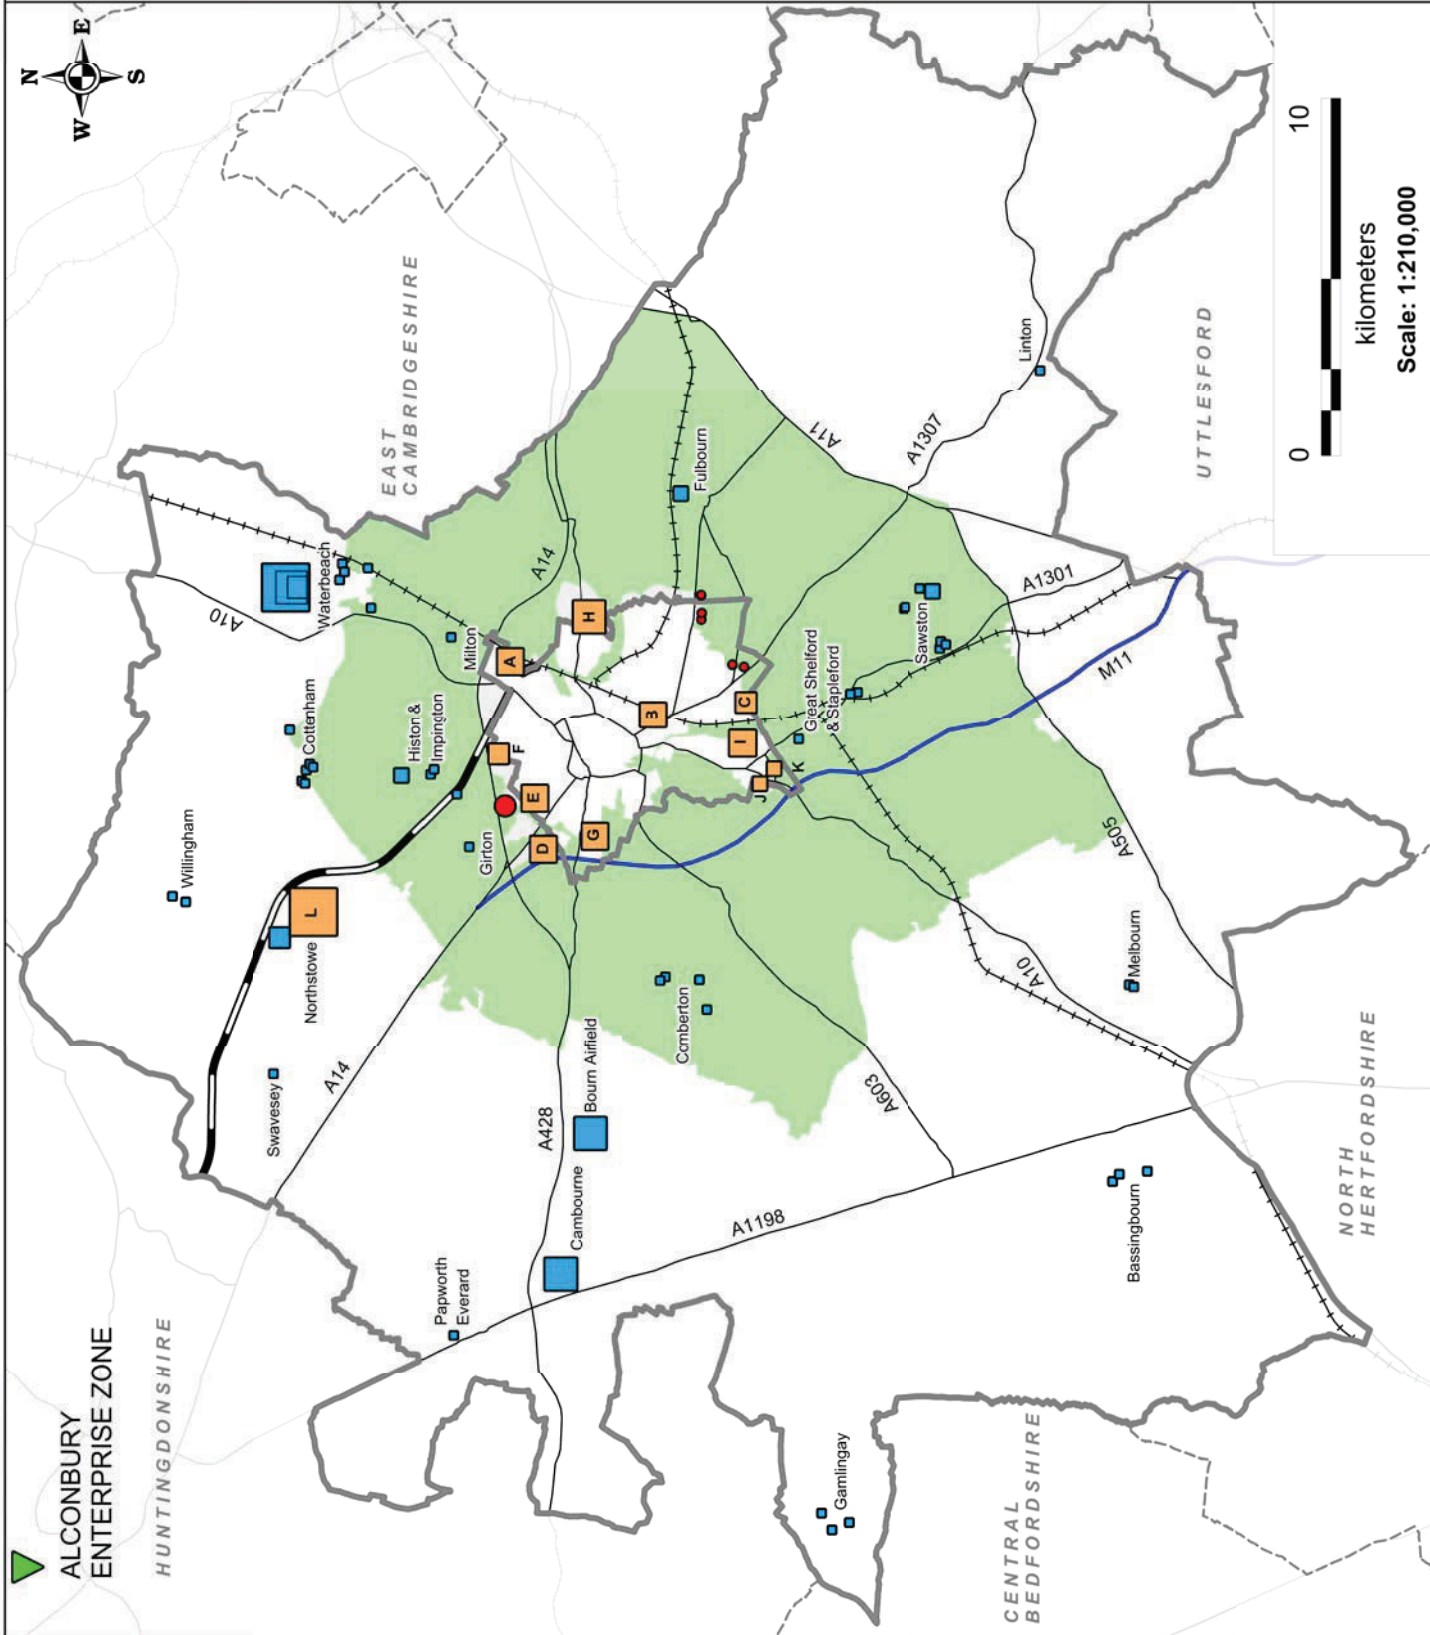 ALCONBURY
ENTERPRISE ZONE
HUNTINGDONSHIRE
N
W
E
S
Willingham
A10
Swavesey
Northstowe
L
Cottenham
Waterbeach
A14
EAST
CAMBRIDGESHIRE
Histon &
Impington
Papworth
Everard
Milton
Girton
F
A
E
D
A14
A428
Cambourne
Bourn Airfield
G
H
B
Comberton
Fulbourn
A1198
I
C
J
K
Great Shelford
& Stapleford
A11
Gamlingay
A603
Sawston
A1307
CENTRAL
BEDFORDSHIRE
A10
Linton
A1301
M11
A505
Melbourn
Bassingbourn
UTTLESFORD
NORTH
HERTFORDSHIRE
0
10
kilometers
Scale: 1:210,000